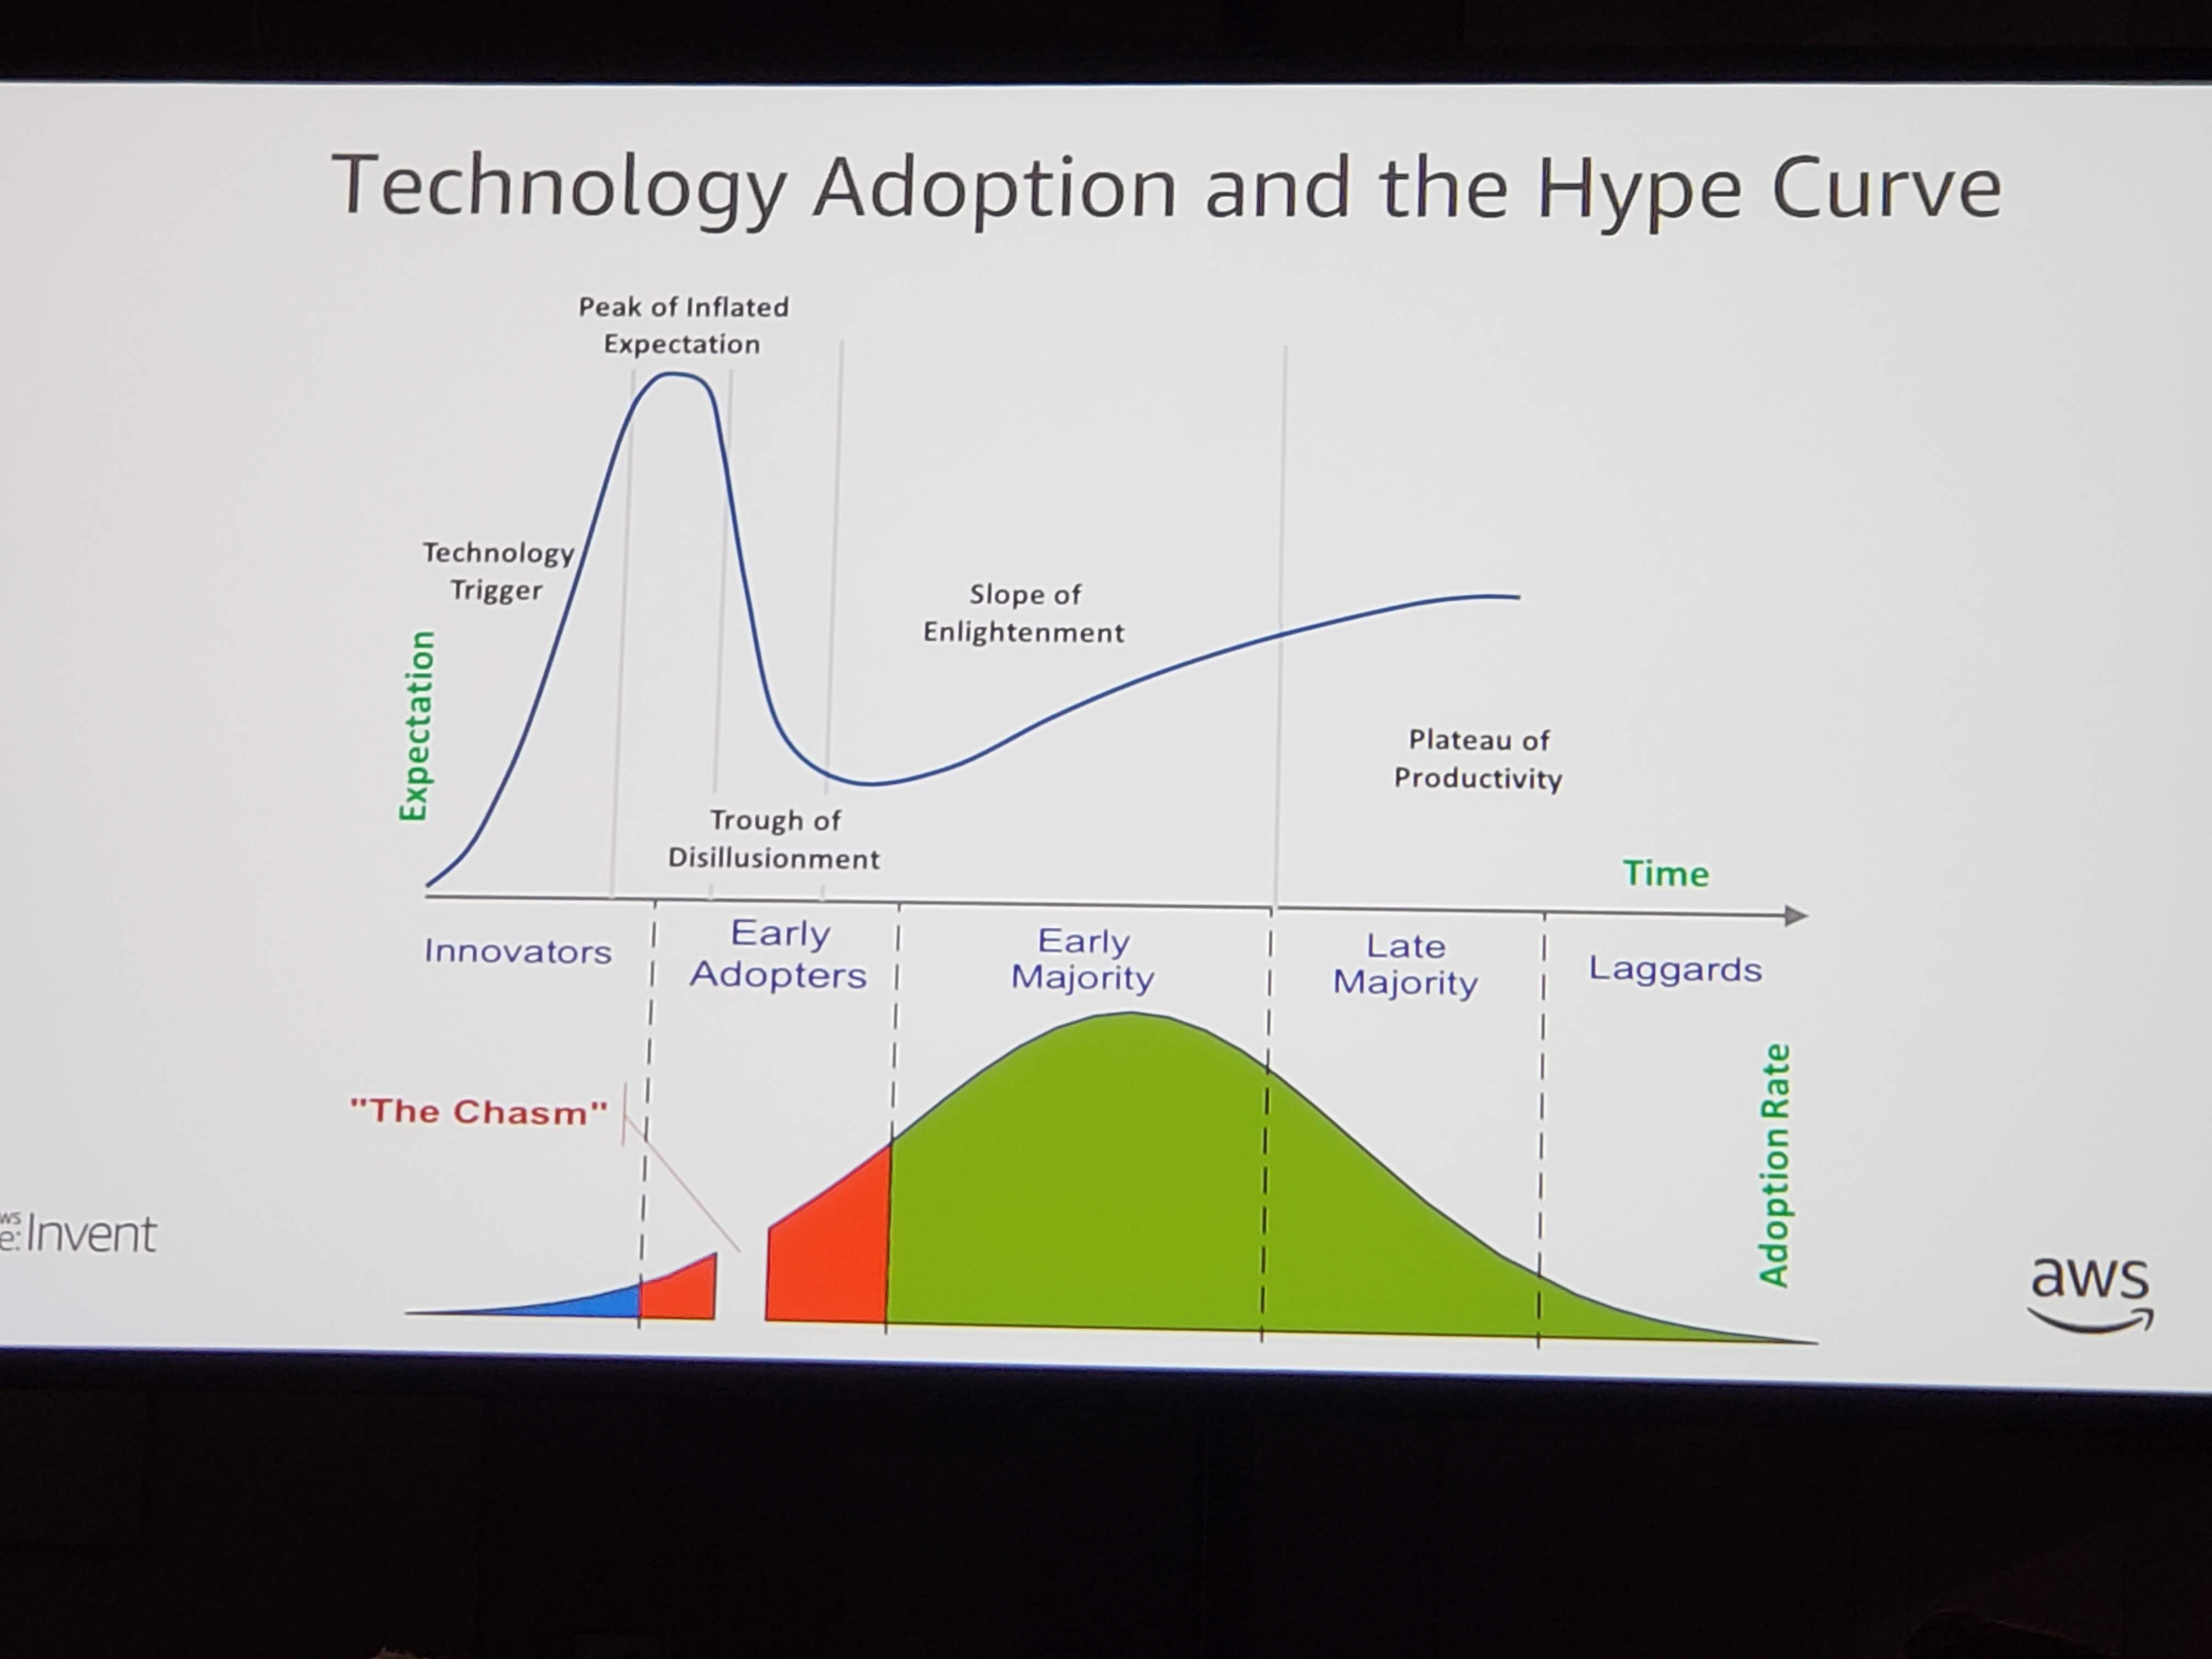 Technology Adoption and the Hype Curve
Peak of Inflated
Expectation
Technology
Trigger
Expectation
Slope of
Enlightenment
Plateau of
Productivity
Trough of
Disillusionment
Time
Innovators
Early
Adopters
Early
Majority
Late
Majority
Laggards
"The Chasm"
Adoption Rate
ws
e:Invent
aws